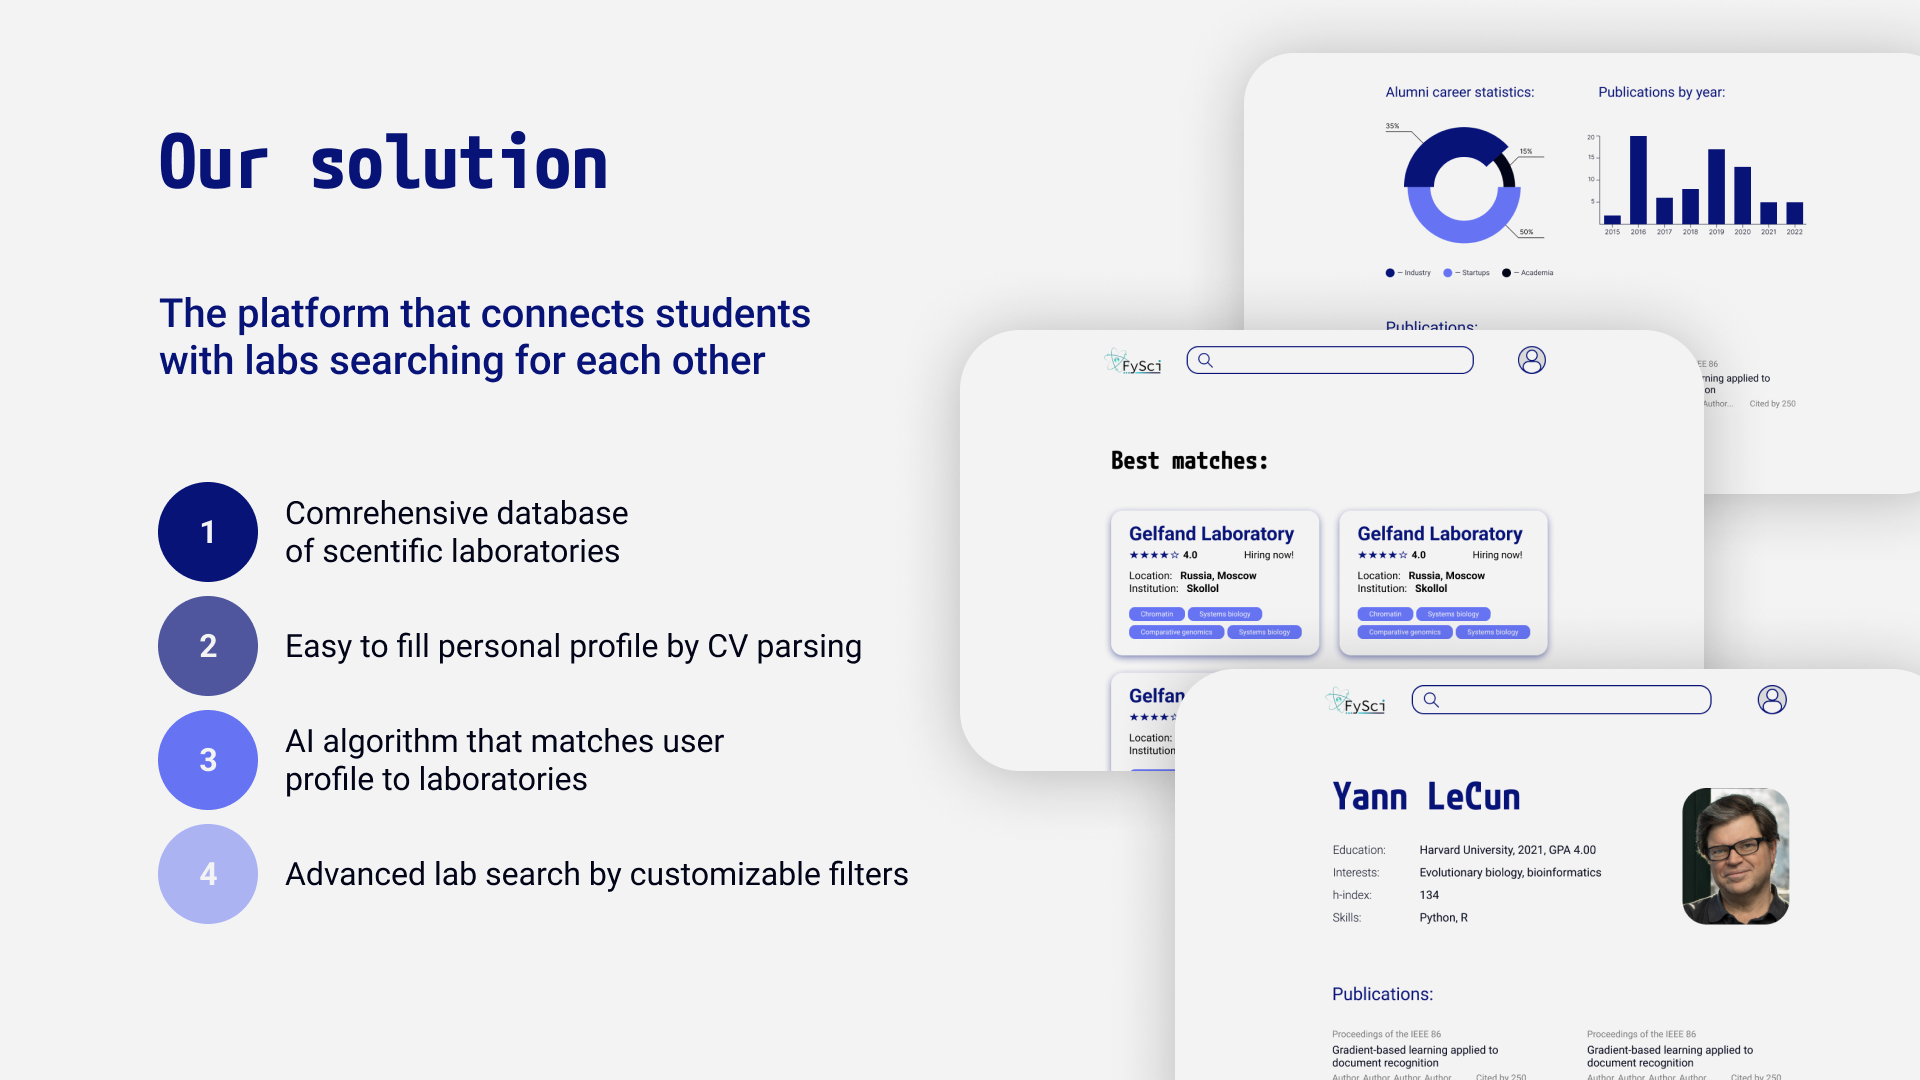 Our solution
The platform that connects students
with labs searching for each other
1
Comrehensive database
of scentific laboratories
2
Easy to fill personal profile by CV parsing
3
AI algorithm that matches user
profile to laboratories
4
Advanced lab search by customizable filters
Alumni career statistics:
35%
15%
50%
– Industry
– Startups
– Academia
Publications by year:
20
15
10
5
2015 2016 2017 2018 2019 2020 2021 2022
Publications:
EE 86
rning applied to
on
Author... Cited by 250
FySci
Best matches:
Gelfand Laboratory
★★★★☆ 4.0 Hiring now!
Location: Russia, Moscow
Institution: Skollol
Chromatin Systems biology
Comparative genomics Systems biology
Gelfand Laboratory
★★★★☆ 4.0 Hiring now!
Location: Russia, Moscow
Institution: Skollol
Chromatin Systems biology
Comparative genomics Systems biology
Gelfan
★★★★☆
Location:
Institution
FySci
Yann LeCun
Education: Harvard University, 2021, GPA 4.00
Interests: Evolutionary biology, bioinformatics
h-index: 134
Skills: Python, R
Publications:
Proceedings of the IEEE 86
Gradient-based learning applied to
document recognition
Author, Author, Author, Author Cited by 250
Proceedings of the IEEE 86
Gradient-based learning applied to
document recognition
Author, Author, Author, Author Cited by 250